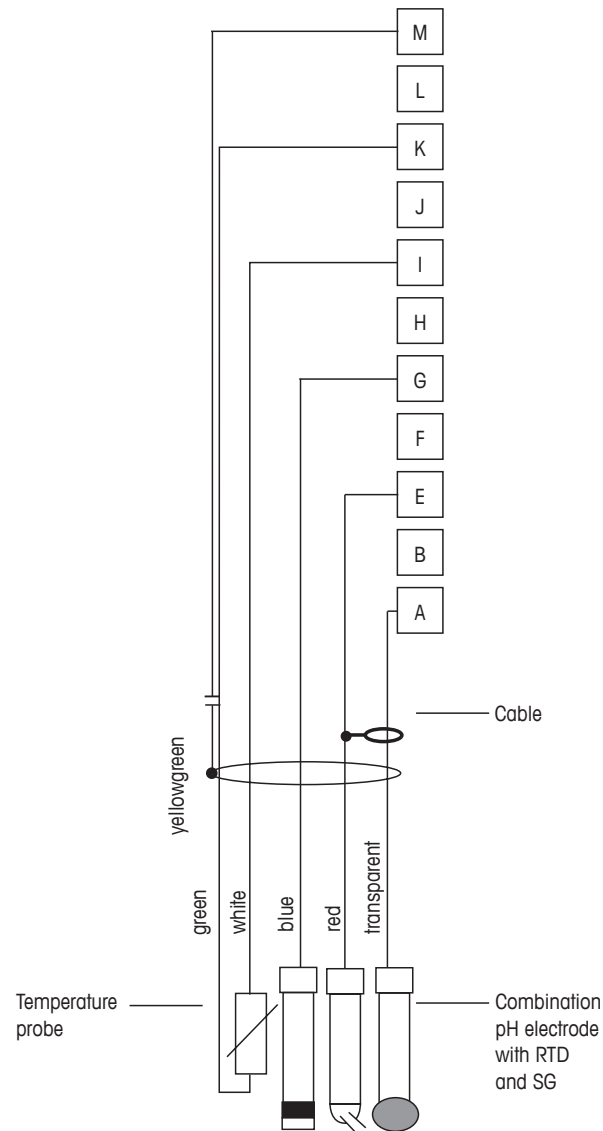 M
L
K
J
I
H
G
F
E
B
A
Cable
yellowgreen
green
white
blue
red
transparent
Temperature
probe
Combination
pH electrode
with RTD
and SG